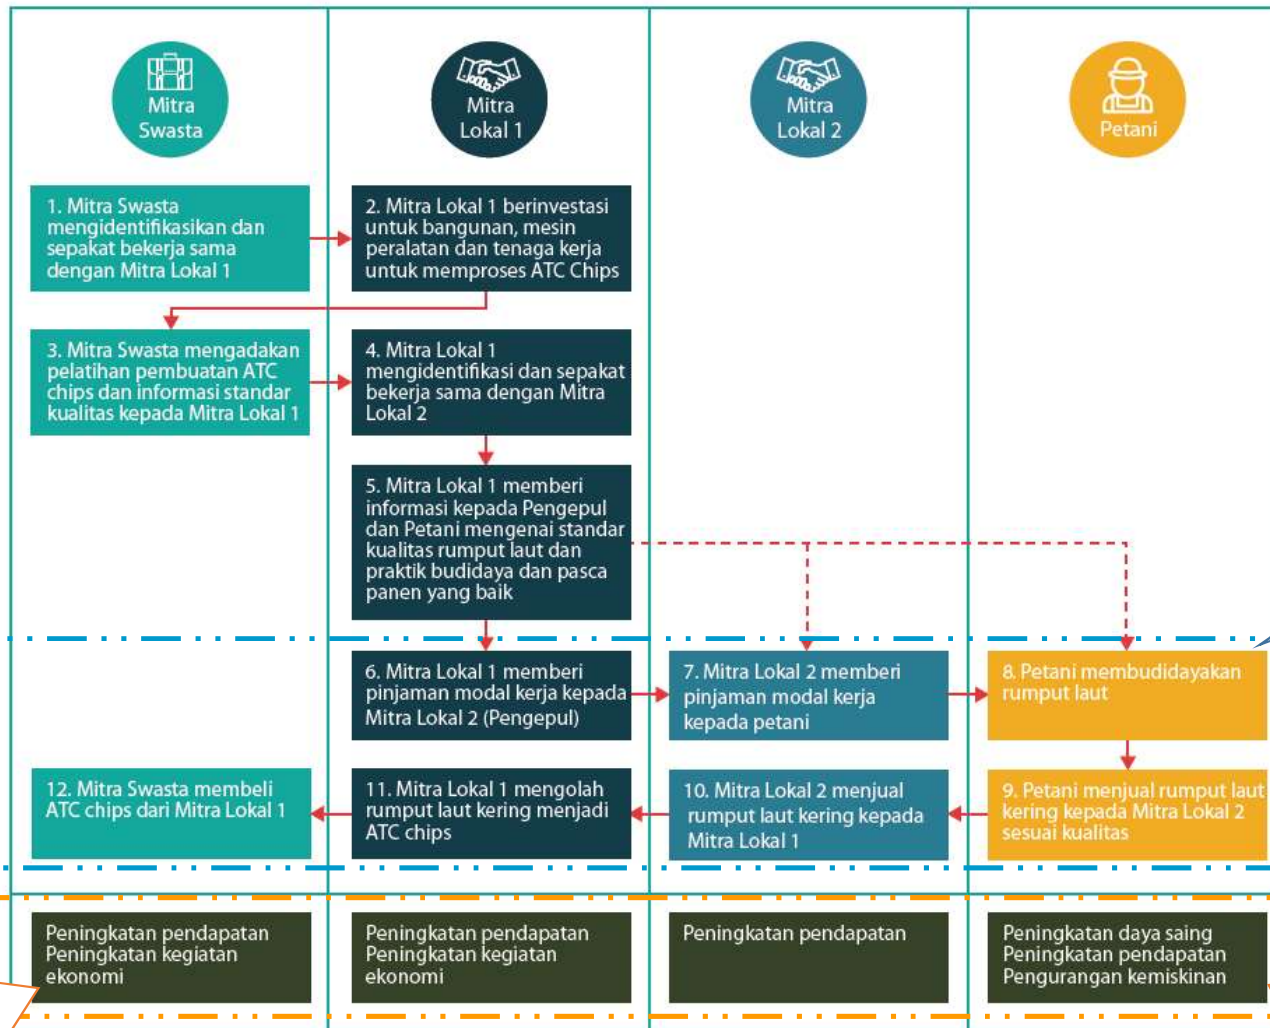 Mitra
Swasta
Mitra
Lokal 1
Mitra
Lokal 2
Petani
1. Mitra Swasta
mengidentifikasikan dan
sepakat bekerja sama
dengan Mitra Lokal 1
2. Mitra Lokal 1 berinvestasi
untuk bangunan, mesin
peralatan dan tenaga kerja
untuk memproses ATC Chips
3. Mitra Swasta mengadakan
pelatihan pembuatan ATC
chips dan informasi standar
kualitas kepada Mitra Lokal 1
4. Mitra Lokal 1
mengidentifikasi dan sepakat
bekerja sama dengan Mitra
Lokal 2
5. Mitra Lokal 1 memberi
informasi kepada Pengepul
dan Petani mengenai standar
kualitas rumput laut dan
praktik budidaya dan pasca
panen yang baik
6. Mitra Lokal 1 memberi
pinjaman modal kerja kepada
Mitra Lokal 2 (Pengepul)
7. Mitra Lokal 2 memberi
pinjaman modal kerja
kepada petani
8. Petani membudidayakan
rumput laut
12. Mitra Swasta membeli
ATC chips dari Mitra Lokal 1
11. Mitra Lokal 1 mengolah
rumput laut kering menjadi
ATC chips
10. Mitra Lokal 2 menjual
rumput laut kering kepada
Mitra Lokal 1
9. Petani menjual rumput laut
kering kepada Mitra Lokal 2
sesuai kualitas
Peningkatan pendapatan
Peningkatan kegiatan
ekonomi
Peningkatan pendapatan
Peningkatan kegiatan
ekonomi
Peningkatan pendapatan
Peningkatan daya saing
Peningkatan pendapatan
Pengurangan kemiskinan